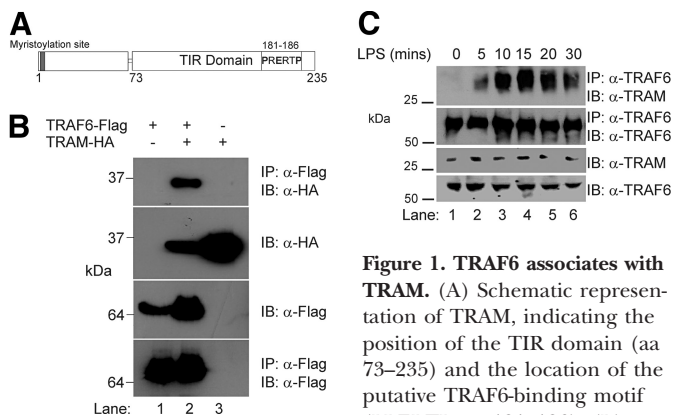 A
Myristoylation site
181-186
TIR Domain
PRERTP
1
73
235
B
TRAF6-Flag + + -
TRAM-HA - + +
37
IP: α-Flag
IB: α-HA
37
IB: α-HA
kDa
64
IB: α-Flag
64
IP: α-Flag
IB: α-Flag
Lane: 1 2 3
C
LPS (mins) 0 5 10 15 20 30
IP: α-TRAF6
IB: α-TRAM
25
kDa
IP: α-TRAF6
IB: α-TRAF6
50
25
IB: α-TRAM
50
IB: α-TRAF6
Lane: 1 2 3 4 5 6
Figure 1. TRAF6 associates with
TRAM. (A) Schematic represen-
tation of TRAM, indicating the
position of the TIR domain (aa
73–235) and the location of the
putative TRAF6-binding motif